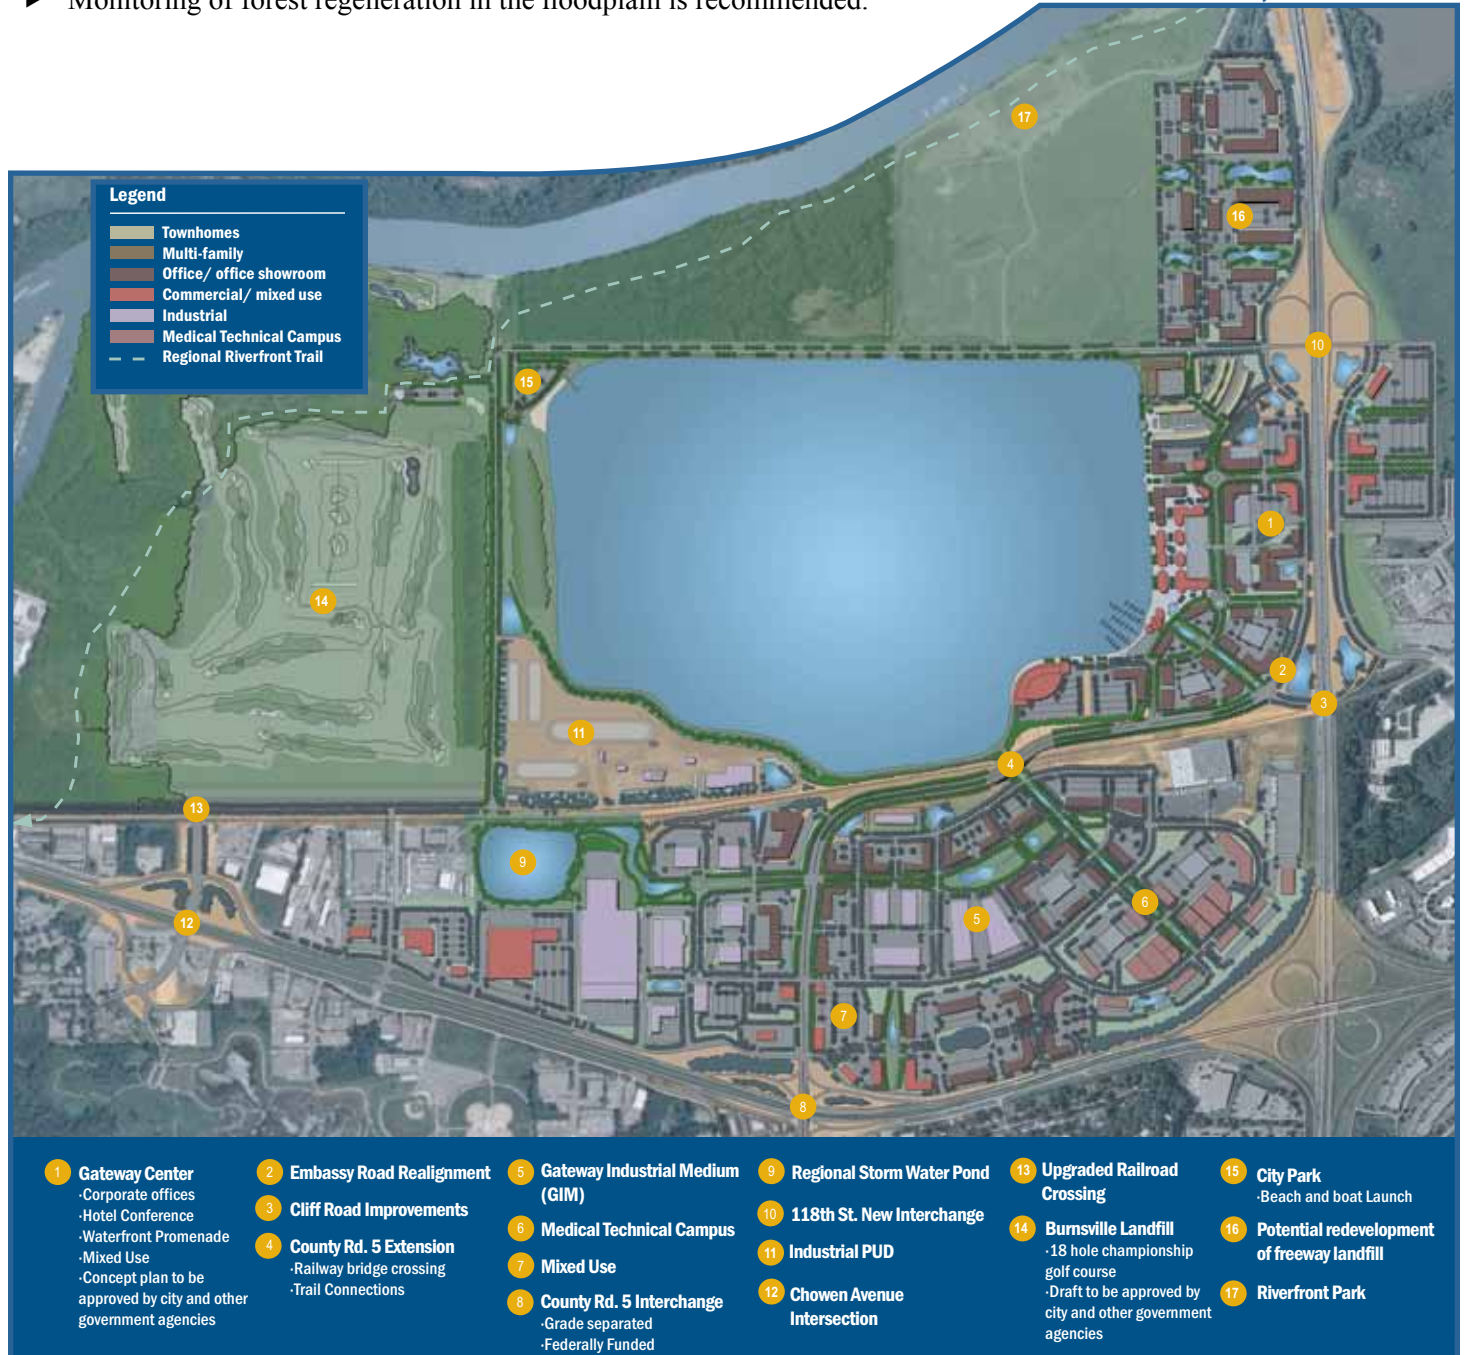 ► Monitoring of forest regeneration in the floodplain is recommended.
Legend
Townhomes
Multi-family
Office/ office showroom
Commercial/ mixed use
Industrial
Medical Technical Campus
Regional Riverfront Trail
17
16
10
15
1
14
2
3
11
4
13
9
12
6
5
7
8
1 Gateway Center
·Corporate offices
·Hotel Conference
·Waterfront Promenade
·Mixed Use
·Concept plan to be
approved by city and other
government agencies
2 Embassy Road Realignment
3 Cliff Road Improvements
4 County Rd. 5 Extension
·Railway bridge crossing
·Trail Connections
5 Gateway Industrial Medium
(GIM)
6 Medical Technical Campus
7 Mixed Use
8 County Rd. 5 Interchange
·Grade separated
·Federally Funded
9 Regional Storm Water Pond
10 118th St. New Interchange
11 Industrial PUD
12 Chowen Avenue
Intersection
13 Upgraded Railroad
Crossing
14 Burnsville Landfill
·18 hole championship
golf course
·Draft to be approved by
city and other government
agencies
15 City Park
·Beach and boat Launch
16 Potential redevelopment
of freeway landfill
17 Riverfront Park